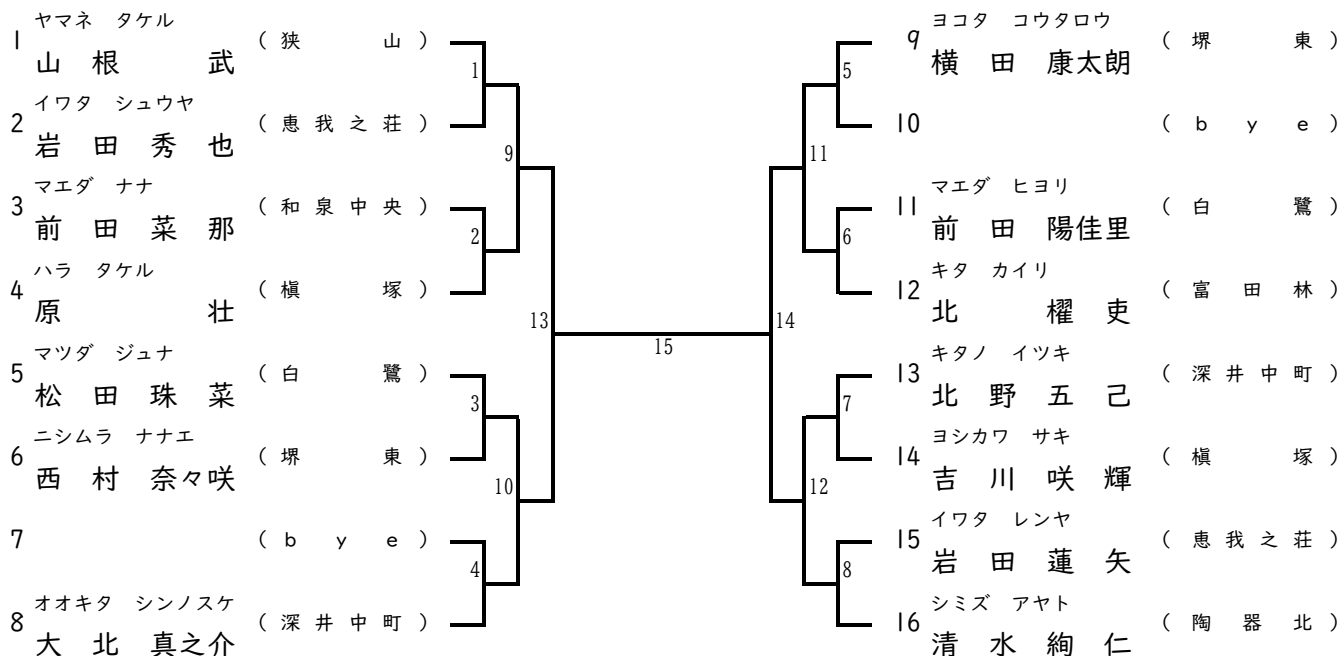 ヤマネ タケル
1 山根 武 (狭山)
イワタ シュウヤ
2 岩田秀也 (恵我之荘)
マエダ ナナ
3 前田菜那 (和泉中央)
ハラ タケル
4 原 壮 (槇塚)
マツダ ジュナ
5 松田珠菜 (白鷺)
ニシムラ ナナエ
6 西村奈々咲 (堺東)
7 (bye)
オオキタ シンノスケ
8 大北真之介 (深井中町)
1
2
3
4
9
10
13
15
14
11
12
5
6
7
8
ヨコタ コウタロウ
9 横田康太朗 (堺東)
10 (bye)
マエダ ヒヨリ
11 前田陽佳里 (白鷺)
キタ カイリ
12 北 櫂吏 (富田林)
キタノ イツキ
13 北野五己 (深井中町)
ヨシカワ サキ
14 吉川咲輝 (槇塚)
イワタ レンヤ
15 岩田蓮矢 (恵我之荘)
シミズ アヤト
16 清水絢仁 (陶器北)